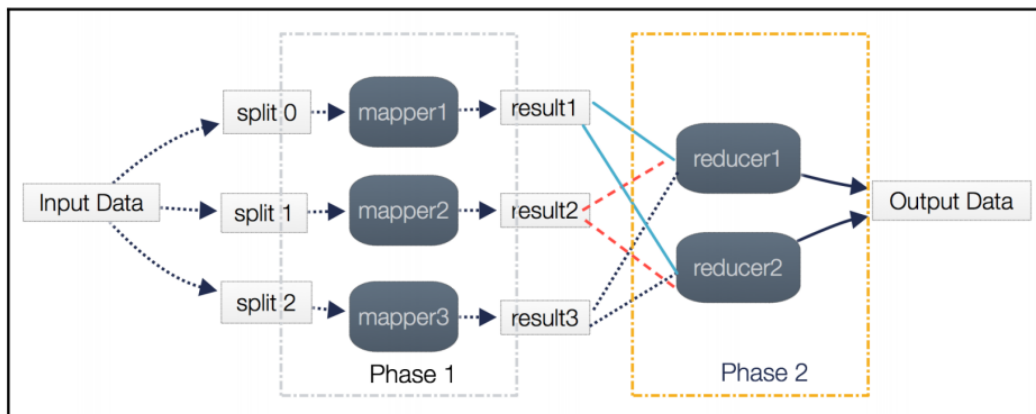 Input Data
split 0
split 1
split 2
mapper1
mapper2
mapper3
Phase 1
result1
result2
result3
reducer1
reducer2
Phase 2
Output Data